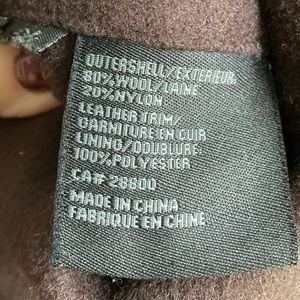 OUTERSHELL/EXTERIEUR:
80%WOOL/LAINE
20%NYLON
LEATHER TRIM/
GARNITURE EN CUIR
LINING/DOUBLURE:
100%POLYESTER
CA# 28800
MADE IN CHINA
FABRIQUE EN CHINE